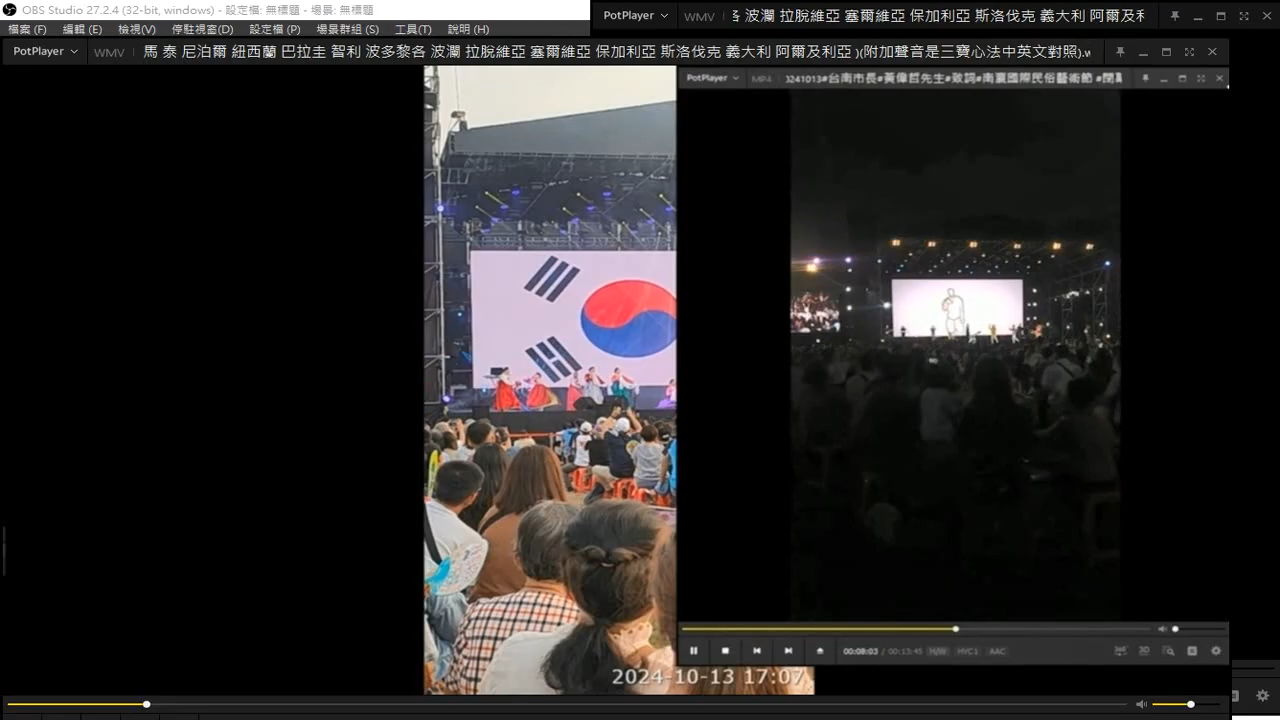 OBS Studio 27.2.4 (32-bit, windows) - 設定檔: 無標題 - 場景: 無標題
檔案 (F) 編輯 (E) 檢視(V) 停駐視窗(D) 設定檔 (P) 場景群組 (S) 工具(T) 說明 (H)
PotPlayer WMV 波瀾 拉脫維亞 塞爾維亞 保加利亞 斯洛伐克 義大利 阿爾及利
PotPlayer WMV 馬 泰 尼泊爾 紐西蘭 巴拉圭 智利 波多黎各 波瀾 拉脫維亞 塞爾維亞 保加利亞 斯洛伐克 義大利 阿爾及利亞 )(附加聲音是三寶心法中英文對照).w
PotPlayer MP4 0241013#台南市長#黃偉哲先生#致詞#南瀛國際民俗藝術節
00:08:03 / 00:13:45 H/W HVC1 AAC
3D
2024-10-13 17:07